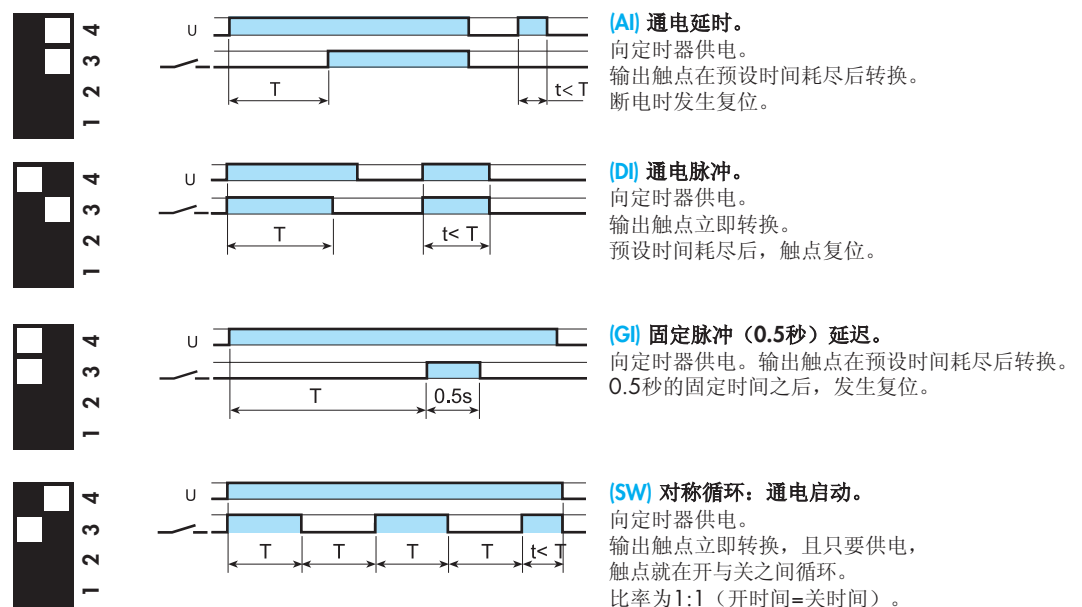 4
3
2
1
U
T
t< T
(AI) 通电延时。
向定时器供电。
输出触点在预设时间耗尽后转换。
断电时发生复位。
4
3
2
1
U
T
t< T
(DI) 通电脉冲。
向定时器供电。
输出触点立即转换。
预设时间耗尽后，触点复位。
4
3
2
1
U
T
0.5s
(GI) 固定脉冲（0.5秒）延迟。
向定时器供电。输出触点在预设时间耗尽后转换。
0.5秒的固定时间之后，发生复位。
4
3
2
1
U
T T T T t< T
(SW) 对称循环：通电启动。
向定时器供电。
输出触点立即转换，且只要供电，
触点就在开与关之间循环。
比率为1:1（开时间=关时间）。